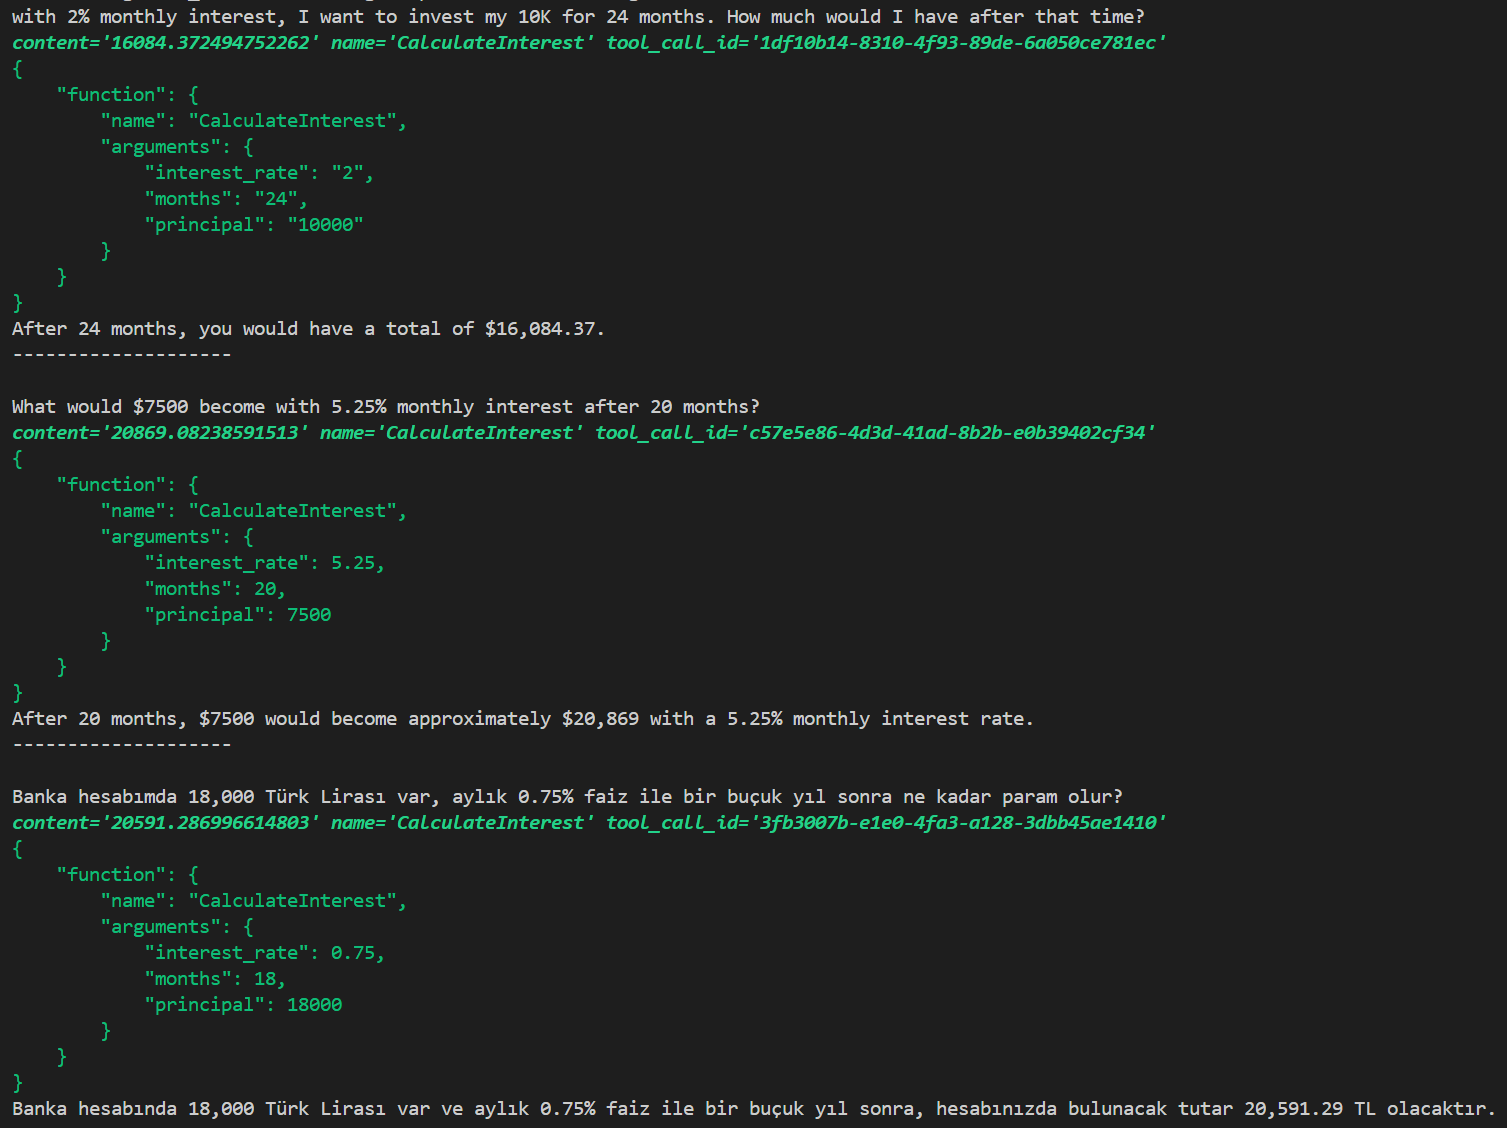 with 2% monthly interest, I want to invest my 10K for 24 months. How much would I have after that time?
content='16084.372494752262' name='CalculateInterest' tool_call_id='1df10b14-8310-4f93-89de-6a050ce781ec'
{
    "function": {
        "name": "CalculateInterest",
        "arguments": {
            "interest_rate": "2",
            "months": "24",
            "principal": "10000"
        }
    }
}
After 24 months, you would have a total of $16,084.37.
--------------------

What would $7500 become with 5.25% monthly interest after 20 months?
content='20869.08238591513' name='CalculateInterest' tool_call_id='c57e5e86-4d3d-41ad-8b2b-e0b39402cf34'
{
    "function": {
        "name": "CalculateInterest",
        "arguments": {
            "interest_rate": 5.25,
            "months": 20,
            "principal": 7500
        }
    }
}
After 20 months, $7500 would become approximately $20,869 with a 5.25% monthly interest rate.
--------------------

Banka hesabımda 18,000 Türk Lirası var, aylık 0.75% faiz ile bir buçuk yıl sonra ne kadar param olur?
content='20591.286996614803' name='CalculateInterest' tool_call_id='3fb3007b-e1e0-4fa3-a128-3dbb45ae1410'
{
    "function": {
        "name": "CalculateInterest",
        "arguments": {
            "interest_rate": 0.75,
            "months": 18,
            "principal": 18000
        }
    }
}
Banka hesabında 18,000 Türk Lirası var ve aylık 0.75% faiz ile bir buçuk yıl sonra, hesabınızda bulunacak tutar 20,591.29 TL olacaktır.